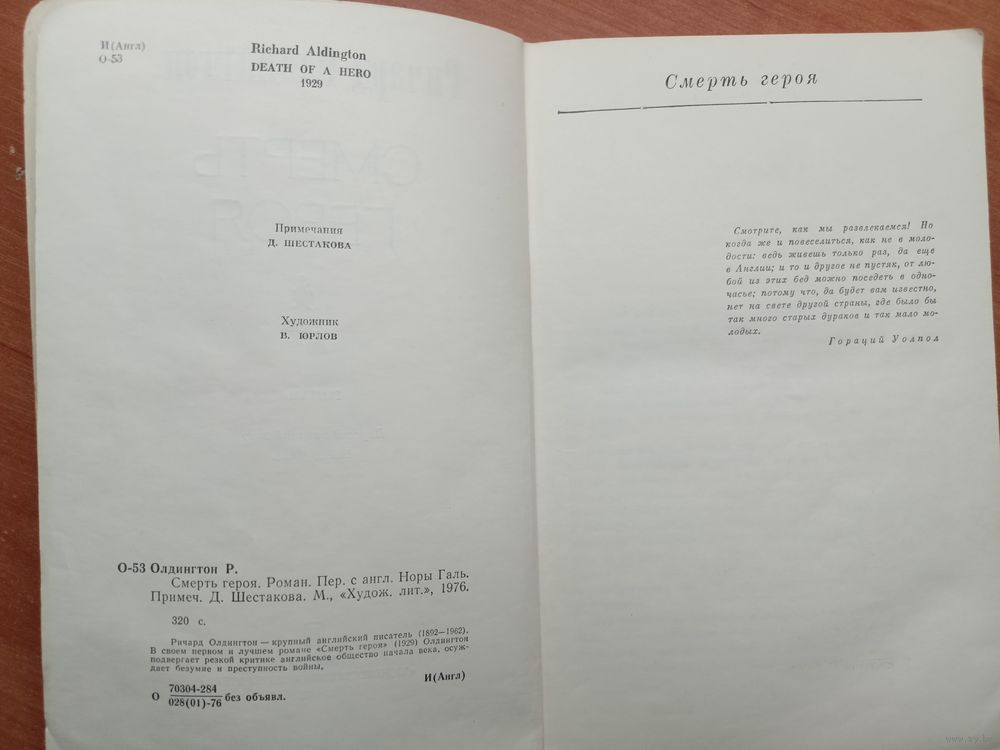 И(Англ)
О-53
Richard Aldington
DEATH OF A HERO
1929
Примечания
Д. ШЕСТАКОВА
Художник
В. ЮРЛОВ
О-53 Олдингтон Р.
Смерть героя. Роман. Пер. с англ. Норы Галь.
Примеч. Д. Шестакова. М., «Худож. лит.», 1976.
320 с.
Ричард Олдингтон — крупный английский писатель (1892—1962).
В своем первом и лучшем романе «Смерть героя» (1929) Олдингтон
подвергает резкой критике английское общество начала века, осуж-
дает безумие и преступность войны.
И(Англ)
О 70304-284
028(01)-76 без объявл.
Смерть героя
Смотрите, как мы развлекаемся! Но
когда же и повеселиться, как не в моло-
дости: ведь живешь только раз, да еще
в Англии; и то и другое не пустяк, от лю-
бой из этих бед можно поседеть в одно-
часье; потому что, да будет вам известно,
нет на свете другой страны, где было бы
так много старых дураков и так мало мо-
лодых.
Гораций Уолпол